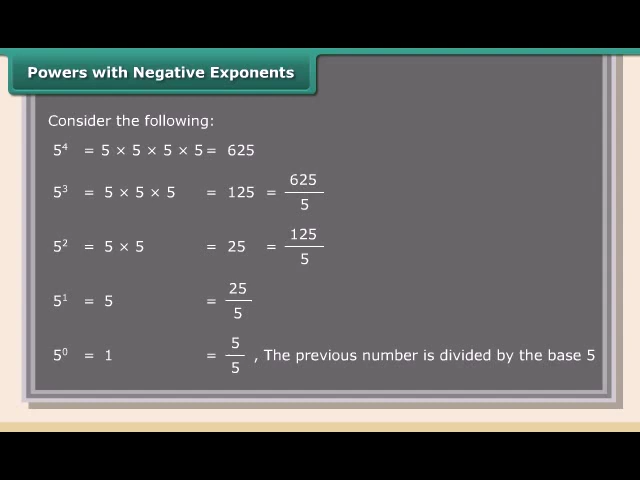 Powers with Negative Exponents
Consider the following:
5⁴ = 5 × 5 × 5 × 5 = 625
5³ = 5 × 5 × 5 = 125 = 625/5
5² = 5 × 5 = 25 = 125/5
5¹ = 5 = 25/5
5⁰ = 1 = 5/5 , The previous number is divided by the base 5